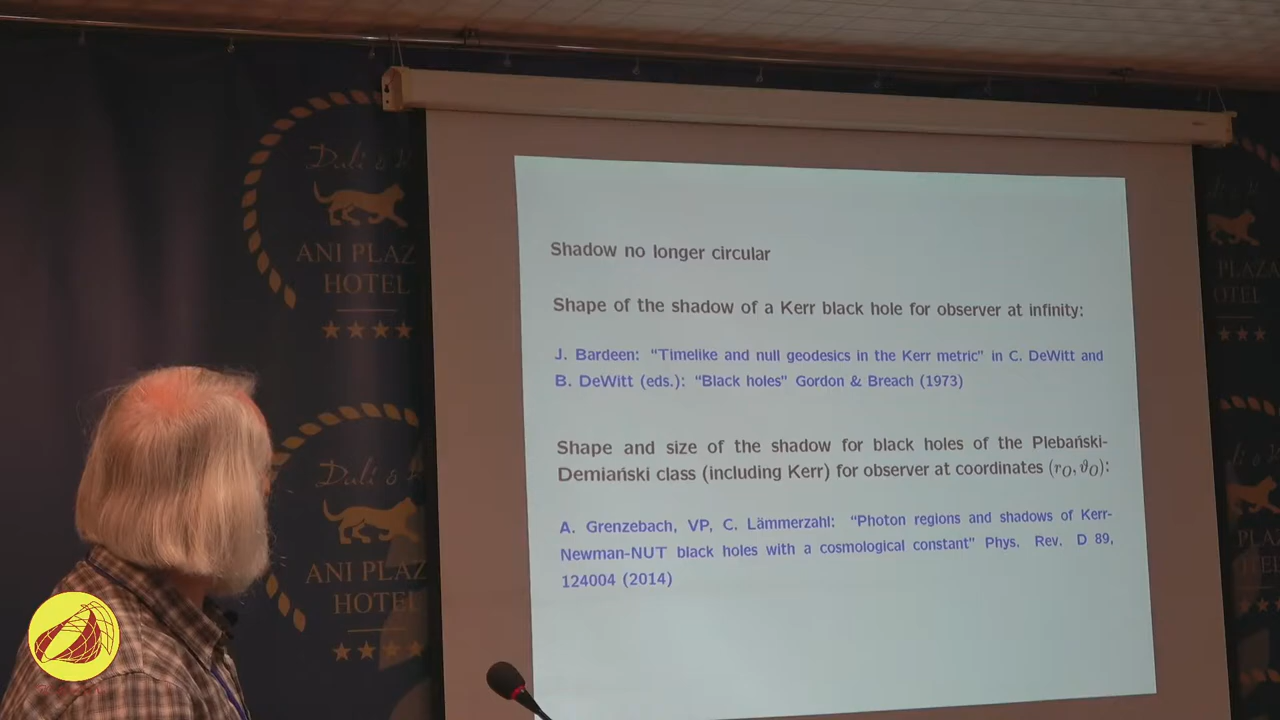 Shadow no longer circular
Shape of the shadow of a Kerr black hole for observer at infinity:
J. Bardeen: “Timelike and null geodesics in the Kerr metric” in C. DeWitt and
B. DeWitt (eds.): “Black holes” Gordon & Breach (1973)
Shape and size of the shadow for black holes of the Plebański-
Demiański class (including Kerr) for observer at coordinates (r_O, ϑ_O):
A. Grenzebach, VP, C. Lämmerzahl: “Photon regions and shadows of Kerr-
Newman-NUT black holes with a cosmological constant” Phys. Rev. D 89,
124004 (2014)
ANI PLAZ
HOTEL
ANI PLAZ
HOTEL
PLAZA
OTEL
PLA